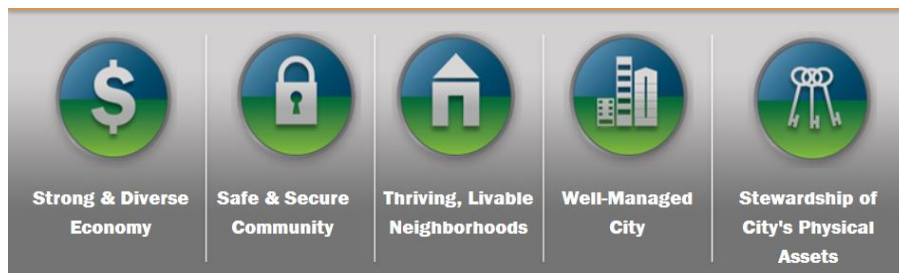 $
Strong & Diverse
Economy
Safe & Secure
Community
Thriving, Livable
Neighborhoods
Well-Managed
City
Stewardship of
City's Physical
Assets